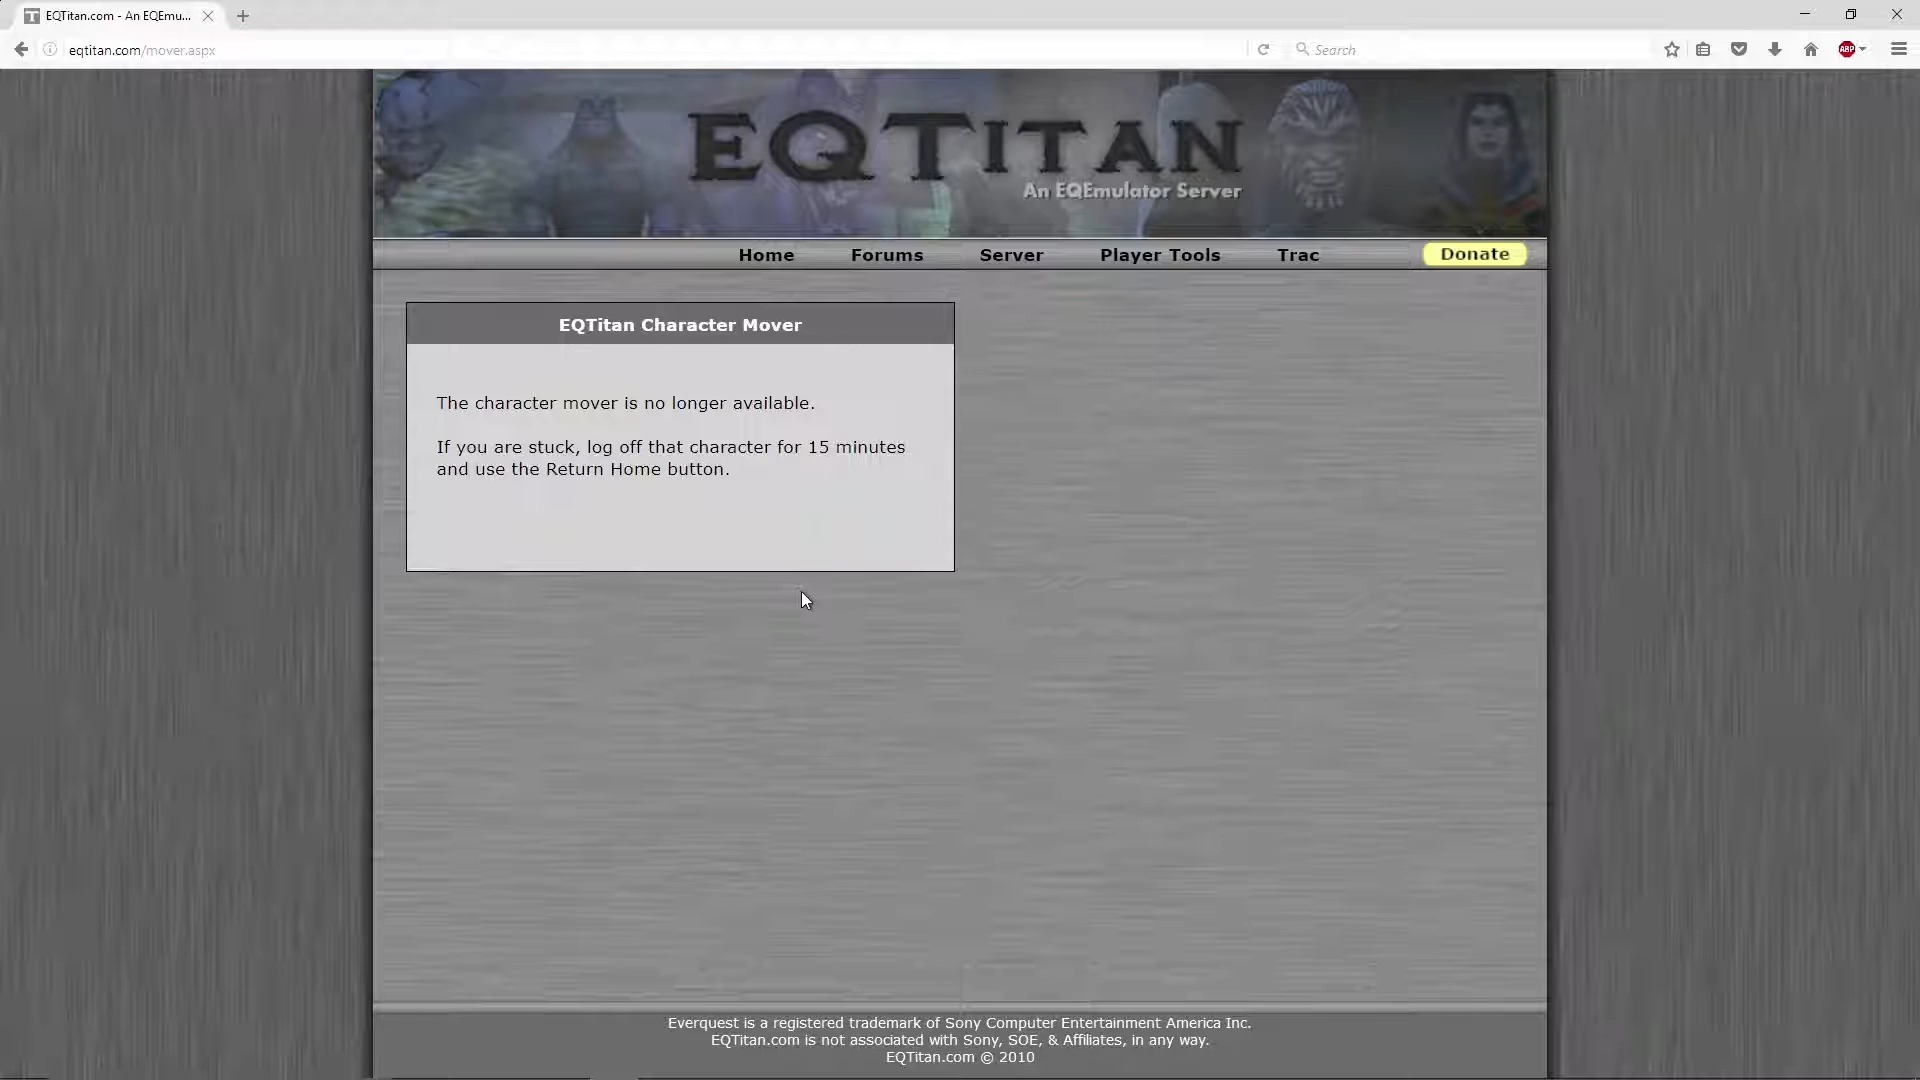 EQTitan.com - An EQEmu...
eqtitan.com/mover.aspx
Search
ABP
EQTITAN
An EQEmulator Server
Home Forums Server Player Tools Trac Donate
EQTitan Character Mover
The character mover is no longer available.
If you are stuck, log off that character for 15 minutes
and use the Return Home button.
Everquest is a registered trademark of Sony Computer Entertainment America Inc.
EQTitan.com is not associated with Sony, SOE, & Affiliates, in any way.
EQTitan.com © 2010